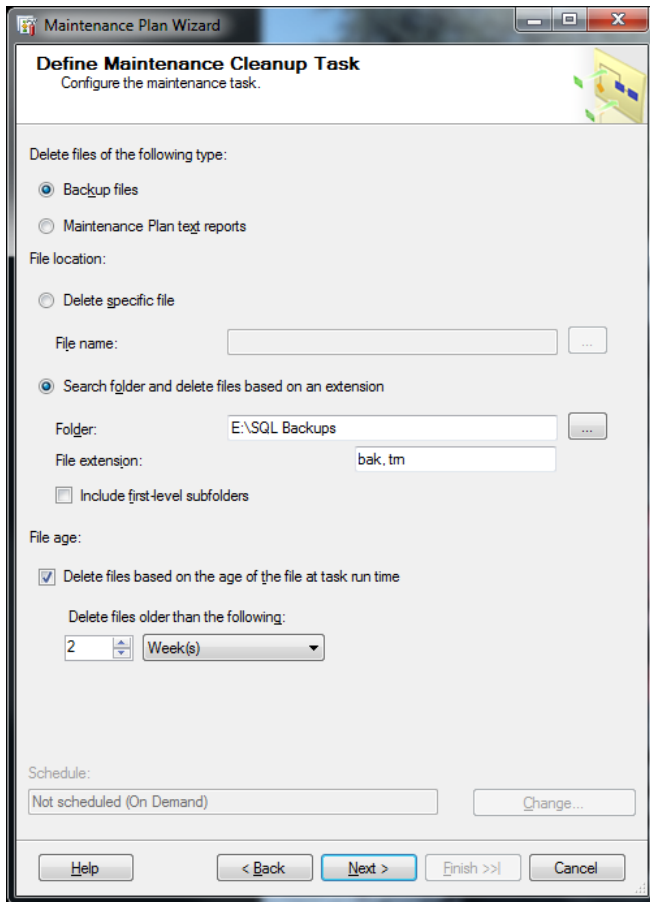 Maintenance Plan Wizard
Define Maintenance Cleanup Task
Configure the maintenance task.
Delete files of the following type:
Backup files
Maintenance Plan text reports
File location:
Delete specific file
File name:
...
Search folder and delete files based on an extension
Folder: E:\SQL Backups ...
File extension: bak, trn
Include first-level subfolders
File age:
Delete files based on the age of the file at task run time
Delete files older than the following:
2 Week(s)
Schedule:
Not scheduled (On Demand) Change...
Help < Back Next > Finish >>| Cancel